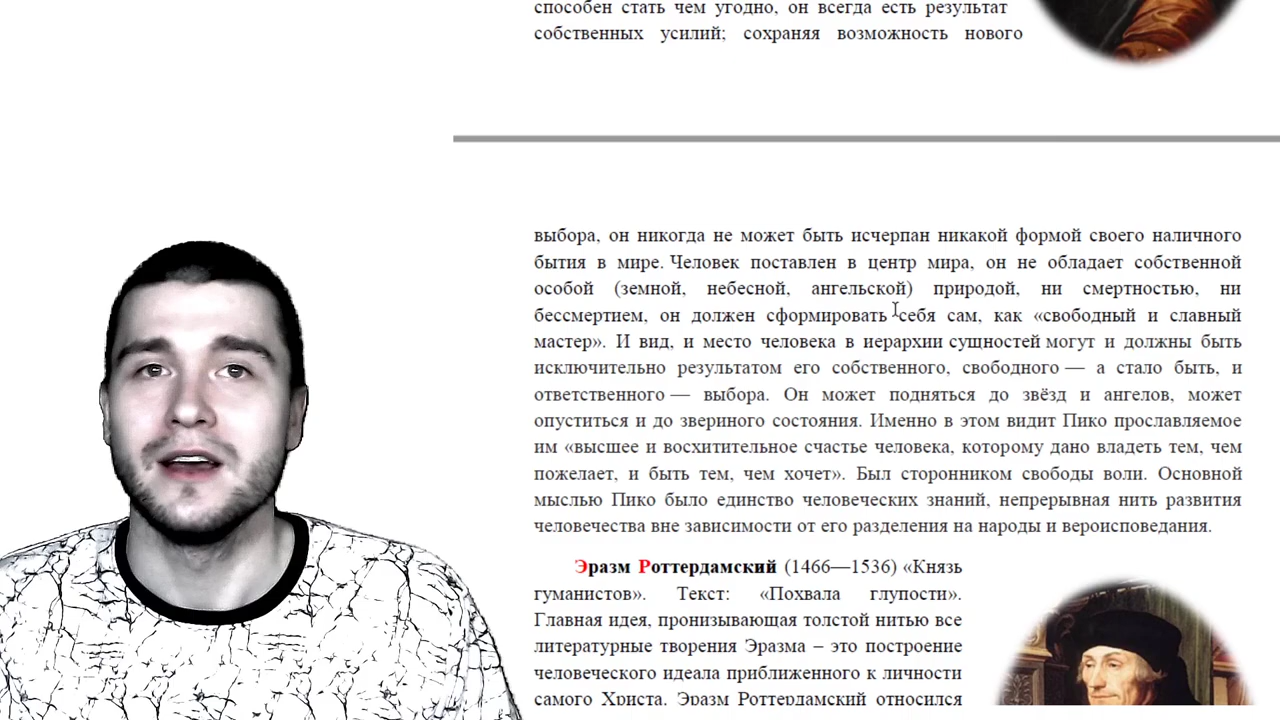 способен стать чем угодно, он всегда есть результат
собственных усилий; сохраняя возможность нового
выбора, он никогда не может быть исчерпан никакой формой своего наличного
бытия в мире. Человек поставлен в центр мира, он не обладает собственной
особой (земной, небесной, ангельской) природой, ни смертностью, ни
бессмертием, он должен сформировать себя сам, как «свободный и славный
мастер». И вид, и место человека в иерархии сущностей могут и должны быть
исключительно результатом его собственного, свободного — а стало быть, и
ответственного — выбора. Он может подняться до звёзд и ангелов, может
опуститься и до звериного состояния. Именно в этом видит Пико прославляемое
им «высшее и восхитительное счастье человека, которому дано владеть тем, чем
пожелает, и быть тем, чем хочет». Был сторонником свободы воли. Основной
мыслью Пико было единство человеческих знаний, непрерывная нить развития
человечества вне зависимости от его разделения на народы и вероисповедания.
Эразм Роттердамский (1466—1536) «Князь
гуманистов». Текст: «Похвала глупости».
Главная идея, пронизывающая толстой нитью все
литературные творения Эразма – это построение
человеческого идеала приближенного к личности
самого Христа. Эразм Роттердамский относился